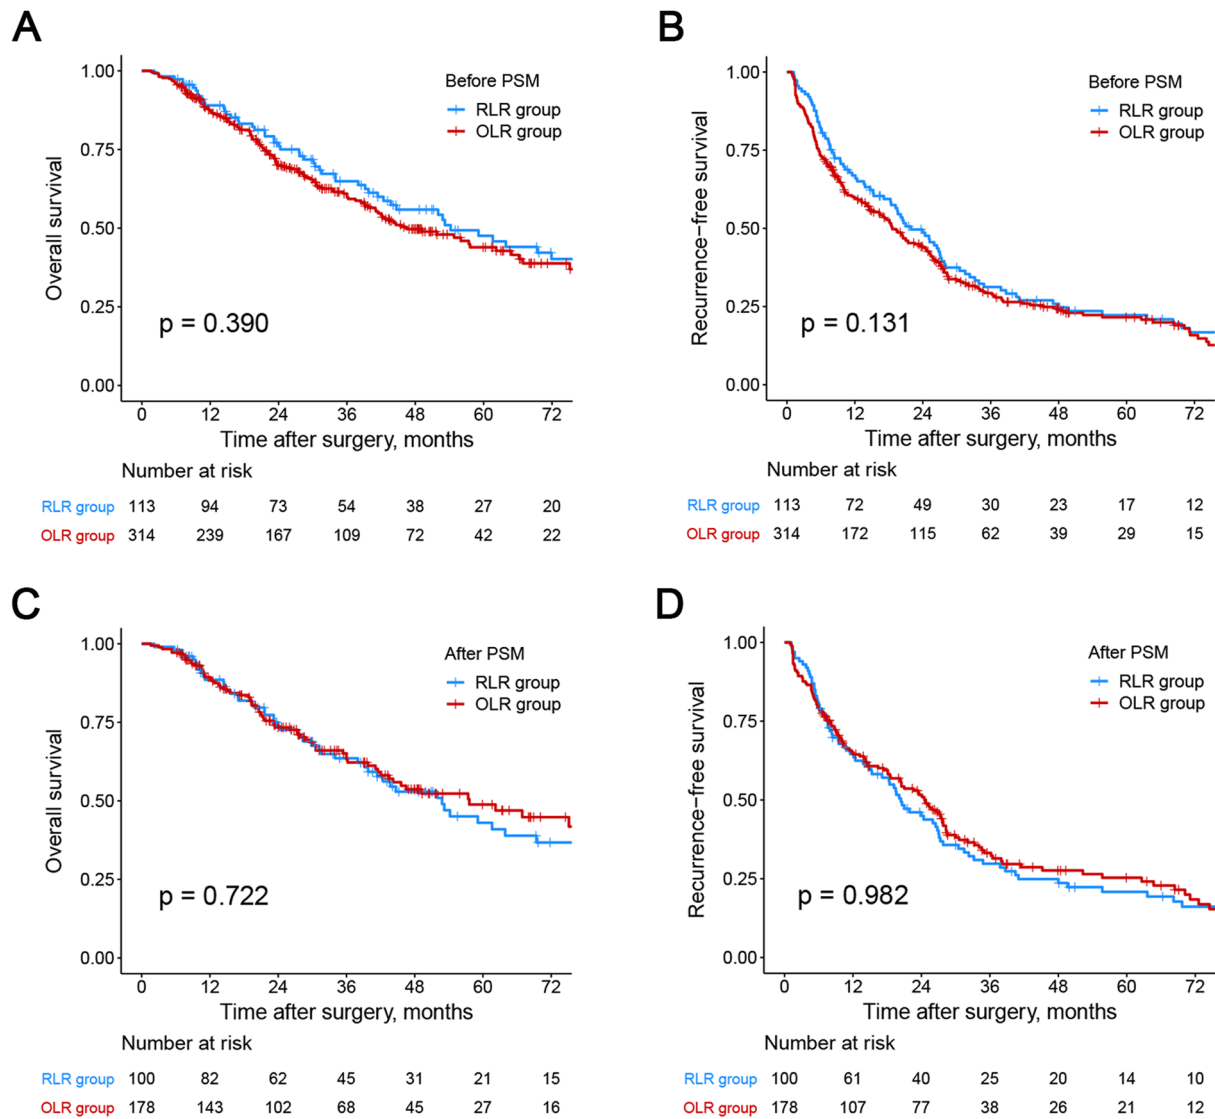 A
Before PSM
RLR group
OLR group
Overall survival
1.00
0.75
0.50
0.25
0.00
p = 0.390
0 12 24 36 48 60 72
Time after surgery, months
Number at risk
RLR group 113 94 73 54 38 27 20
OLR group 314 239 167 109 72 42 22
B
Before PSM
RLR group
OLR group
Recurrence-free survival
1.00
0.75
0.50
0.25
0.00
p = 0.131
0 12 24 36 48 60 72
Time after surgery, months
Number at risk
RLR group 113 72 49 30 23 17 12
OLR group 314 172 115 62 39 29 15
C
After PSM
RLR group
OLR group
Overall survival
1.00
0.75
0.50
0.25
0.00
p = 0.722
0 12 24 36 48 60 72
Time after surgery, months
Number at risk
RLR group 100 82 62 45 31 21 15
OLR group 178 143 102 68 45 27 16
D
After PSM
RLR group
OLR group
Recurrence-free survival
1.00
0.75
0.50
0.25
0.00
p = 0.982
0 12 24 36 48 60 72
Time after surgery, months
Number at risk
RLR group 100 61 40 25 20 14 10
OLR group 178 107 77 38 26 21 12